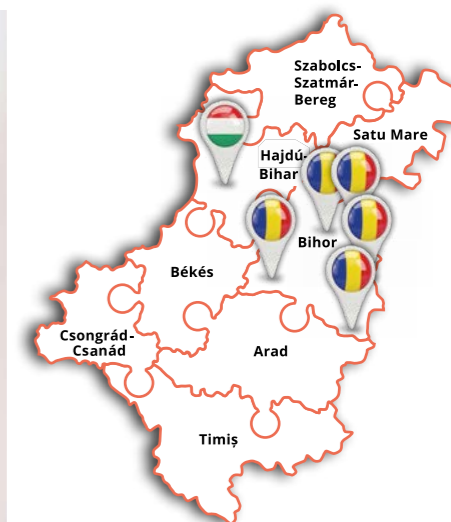 Szabolcs-
Szatmár-
Bereg
Satu Mare
Hajdú-
Bihar
Bihor
Békés
Csongrád-
Csanád
Arad
Timiș